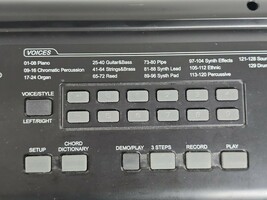 VOICES
01-08 Piano
09-16 Chromatic Percussion
17-24 Organ
25-40 Guitar&Bass
41-64 Strings&Brass
65-72 Reed
73-80 Pipe
81-88 Synth Lead
89-96 Synth Pad
97-104 Synth Effects
105-112 Ethnic
113-120 Percussive
121-128 Soun
129 Drum
VOICE/STYLE
LEFT/RIGHT
SETUP
CHORD
DICTIONARY
DEMO/PLAY
3 STEPS
RECORD
PLAY